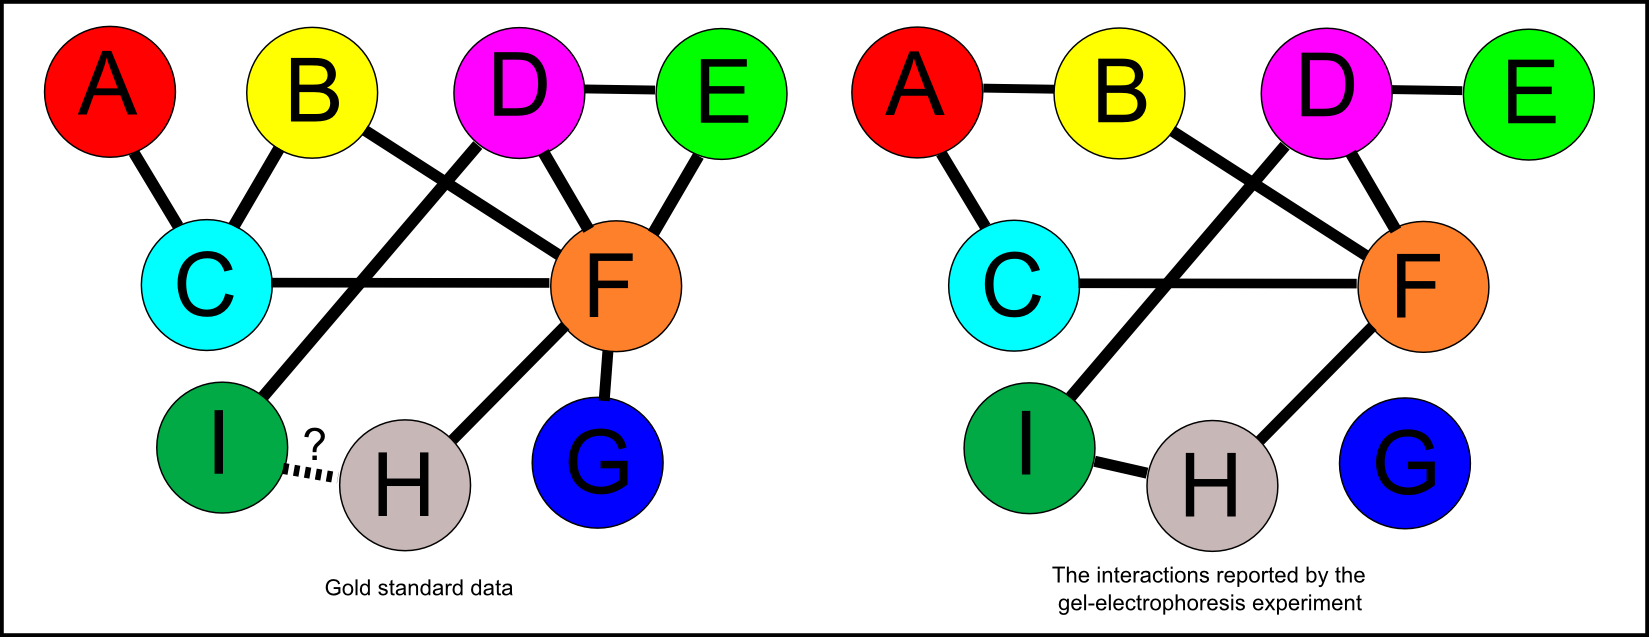 A B D E
C F
I ? H G
Gold standard data
A B D E
C F
I H G
The interactions reported by the
gel-electrophoresis experiment